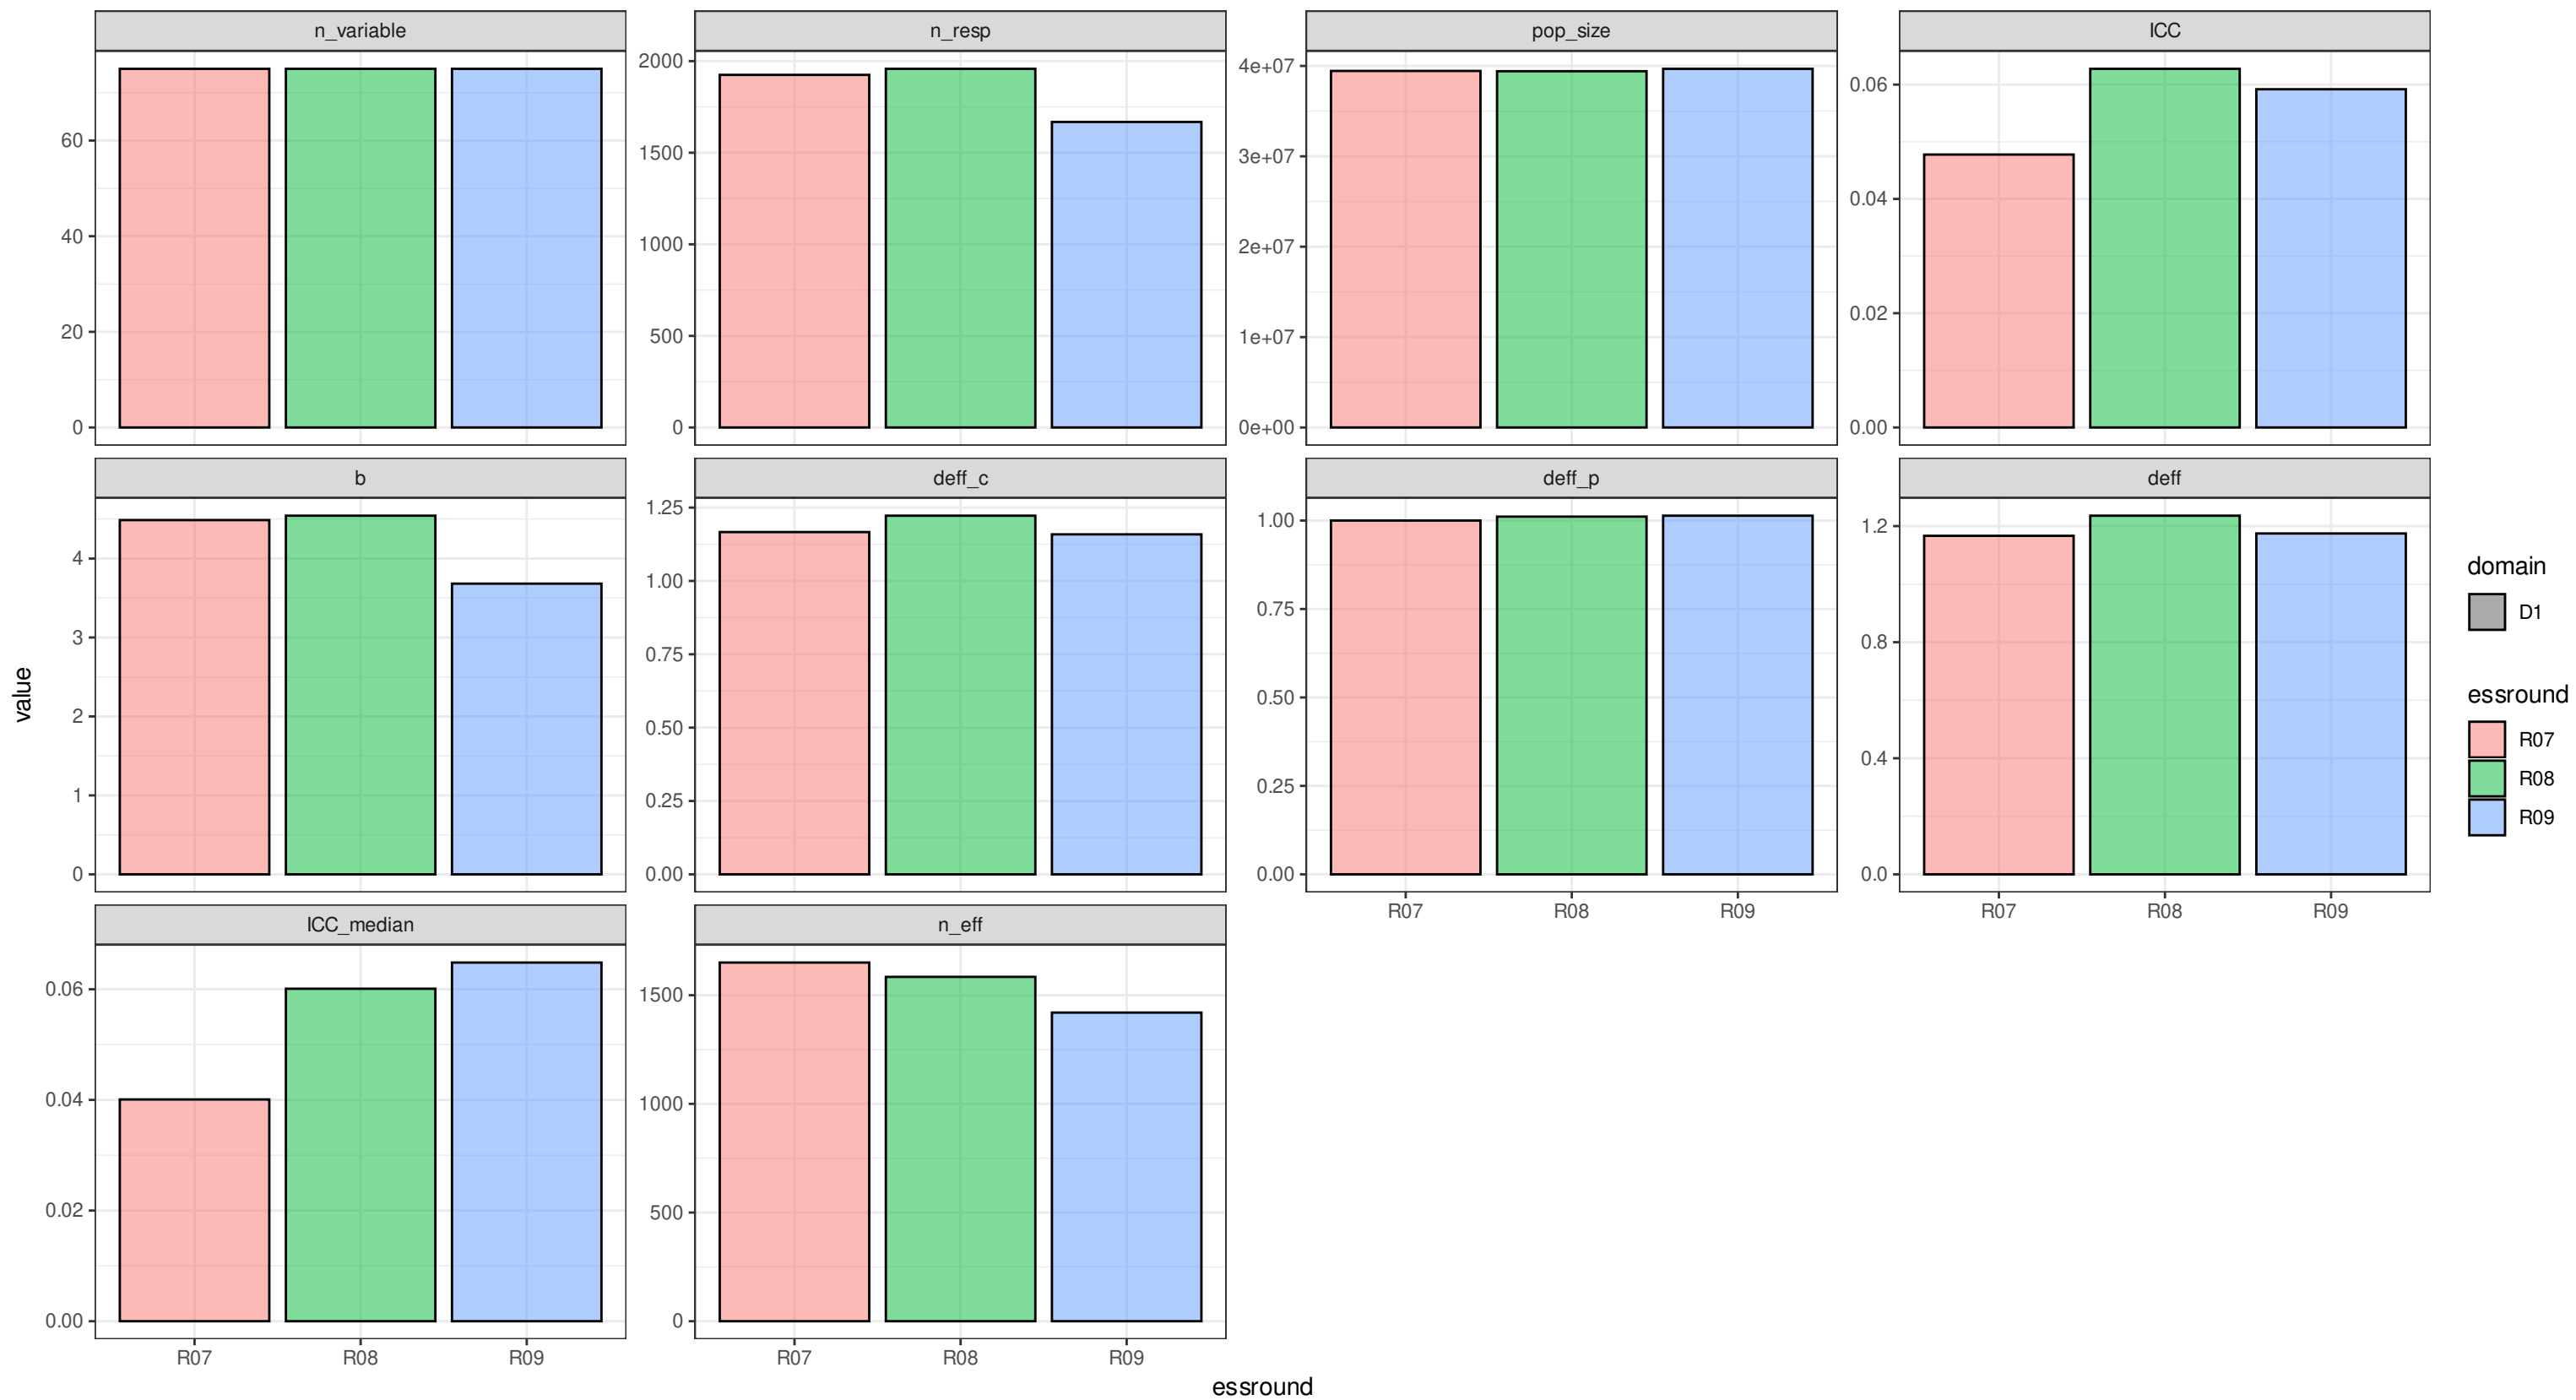 n_variable
n_resp
pop_size
ICC
60
40
20
0
2000
1500
1000
500
0
4e+07
3e+07
2e+07
1e+07
0e+00
0.06
0.04
0.02
0.00
b
deff_c
deff_p
deff
4
3
2
1
0
1.25
1.00
0.75
0.50
0.25
0.00
1.00
0.75
0.50
0.25
0.00
1.2
0.8
0.4
0.0
R07 R08 R09
R07 R08 R09
ICC_median
n_eff
0.06
0.04
0.02
0.00
1500
1000
500
0
R07 R08 R09
R07 R08 R09
value
essround
domain
D1
essround
R07
R08
R09